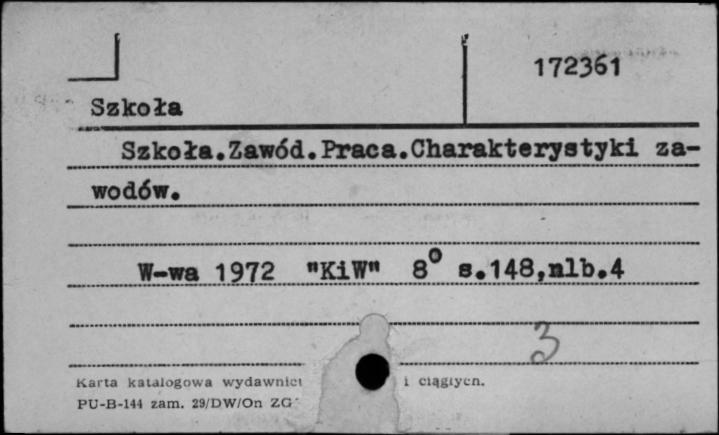 172361
Szkoła
Szkoła.Zawód.Praca.Charakterystyki za-
wodów.
W-wa 1972 "KiW" 8° s.148,nlb.4
3
Karta katalogowa wydawnict i ciągłych.
PU-B-144 zam. 29/DW/On ZG